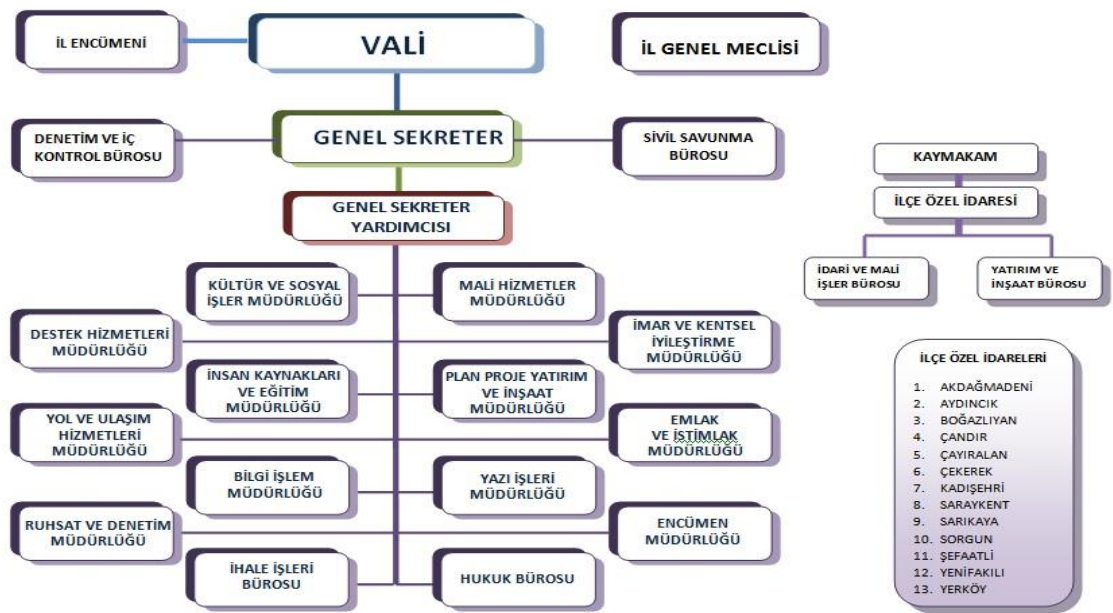 İL ENCÜMENİ
VALİ
İL GENEL MECLİSİ
DENETİM VE İÇ
KONTROL BÜROSU
GENEL SEKRETER
SİVİL SAVUNMA
BÜROSU
GENEL SEKRETER
YARDIMCISI
KÜLTÜR VE SOSYAL
İŞLER MÜDÜRLÜĞÜ
MALİ HİZMETLER
MÜDÜRLÜĞÜ
DESTEK HİZMETLERİ
MÜDÜRLÜĞÜ
İMAR VE KENTSEL
İYİLEŞTİRME
MÜDÜRLÜĞÜ
İNSAN KAYNAKLARI
VE EĞİTİM
MÜDÜRLÜĞÜ
PLAN PROJE YATIRIM
VE İNŞAAT
MÜDÜRLÜĞÜ
YOL VE ULAŞIM
HİZMETLERİ
MÜDÜRLÜĞÜ
EMLAK
VE İSTİMLAK
MÜDÜRLÜĞÜ
BİLGİ İŞLEM
MÜDÜRLÜĞÜ
YAZI İŞLERİ
MÜDÜRLÜĞÜ
RUHSAT VE DENETİM
MÜDÜRLÜĞÜ
ENCÜMEN
MÜDÜRLÜĞÜ
İHALE İŞLERİ
BÜROSU
HUKUK BÜROSU
KAYMAKAM
İLÇE ÖZEL İDARESİ
İDARİ VE MALİ
İŞLER BÜROSU
YATIRIM VE
İNŞAAT BÜROSU
İLÇE ÖZEL İDARELERİ
1. AKDAĞMADENİ
2. AYDINCIK
3. BOĞAZLIYAN
4. ÇANDIR
5. ÇAYIRALAN
6. ÇEKEREK
7. KADIŞEHRİ
8. SARAYKENT
9. SARIKAYA
10. SORGUN
11. ŞEFAATLİ
12. YENİFAKILI
13. YERKÖY